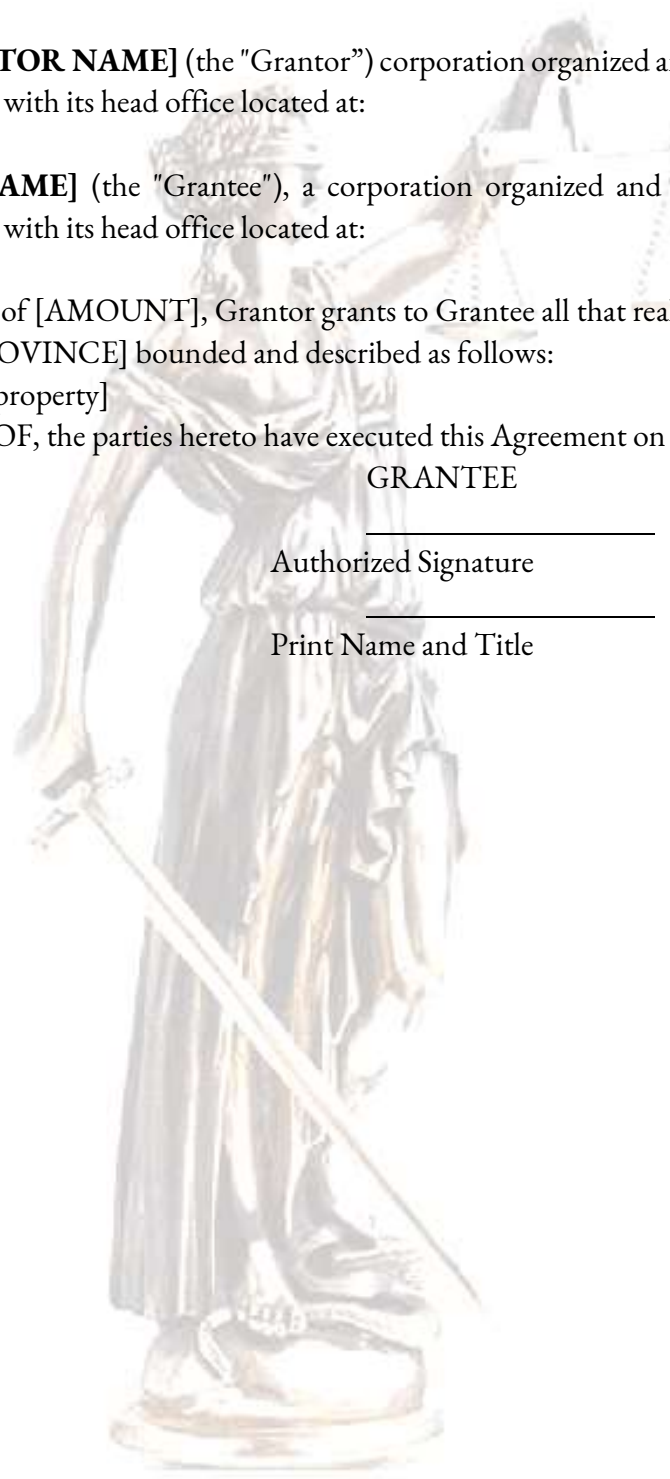 TOR NAME] (the "Grantor”) corporation organized a
with its head office located at:
AME] (the "Grantee"), a corporation organized and
with its head office located at:
of [AMOUNT], Grantor grants to Grantee all that rea
OVINCE] bounded and described as follows:
property]
OF, the parties hereto have executed this Agreement on
GRANTEE
Authorized Signature
Print Name and Title